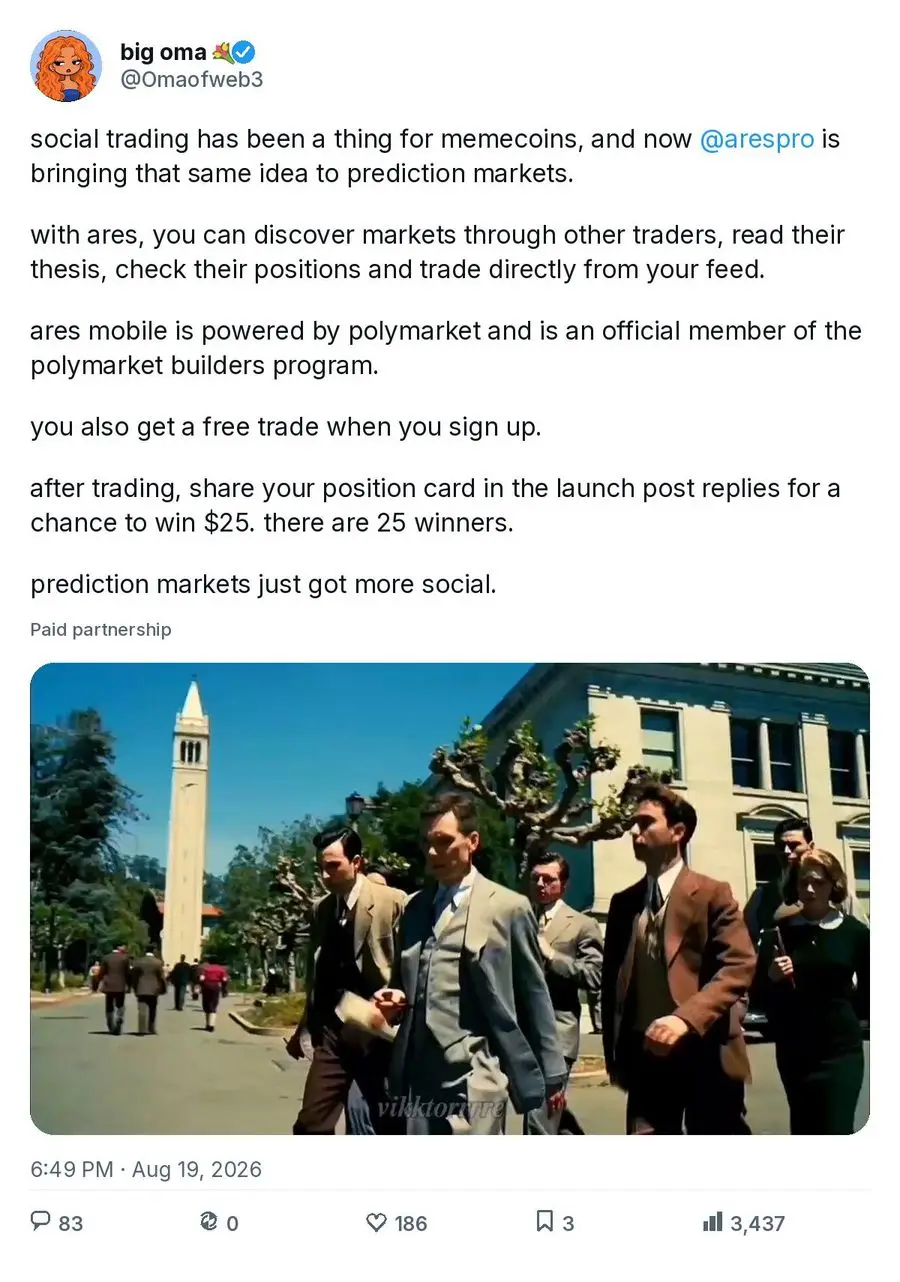 big oma
@Omaofweb3
social trading has been a thing for memecoins, and now @arespro is
bringing that same idea to prediction markets.
with ares, you can discover markets through other traders, read their
thesis, check their positions and trade directly from your feed.
ares mobile is powered by polymarket and is an official member of the
polymarket builders program.
you also get a free trade when you sign up.
after trading, share your position card in the launch post replies for a
chance to win $25. there are 25 winners.
prediction markets just got more social.
Paid partnership
vikktorrrre
6:49 PM · Aug 19, 2026
83 0 186 3 3,437